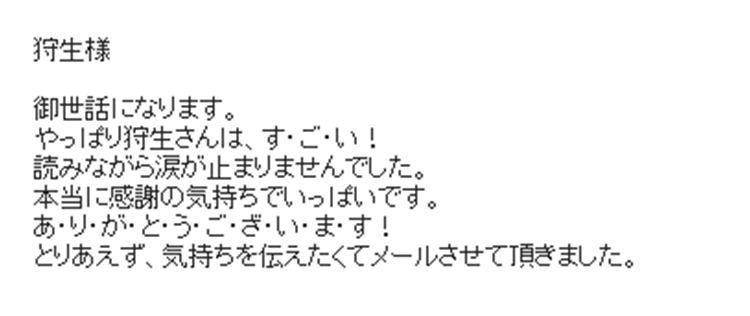 狩生様
御世話になります。
やっぱり狩生さんは、す・ご・い！
読みながら涙が止まりませんでした。
本当に感謝の気持ちでいっぱいです。
あ・り・が・と・う・ご・ざ・い・ま・す！
とりあえず、気持ちを伝えたくてメールさせて頂きました。